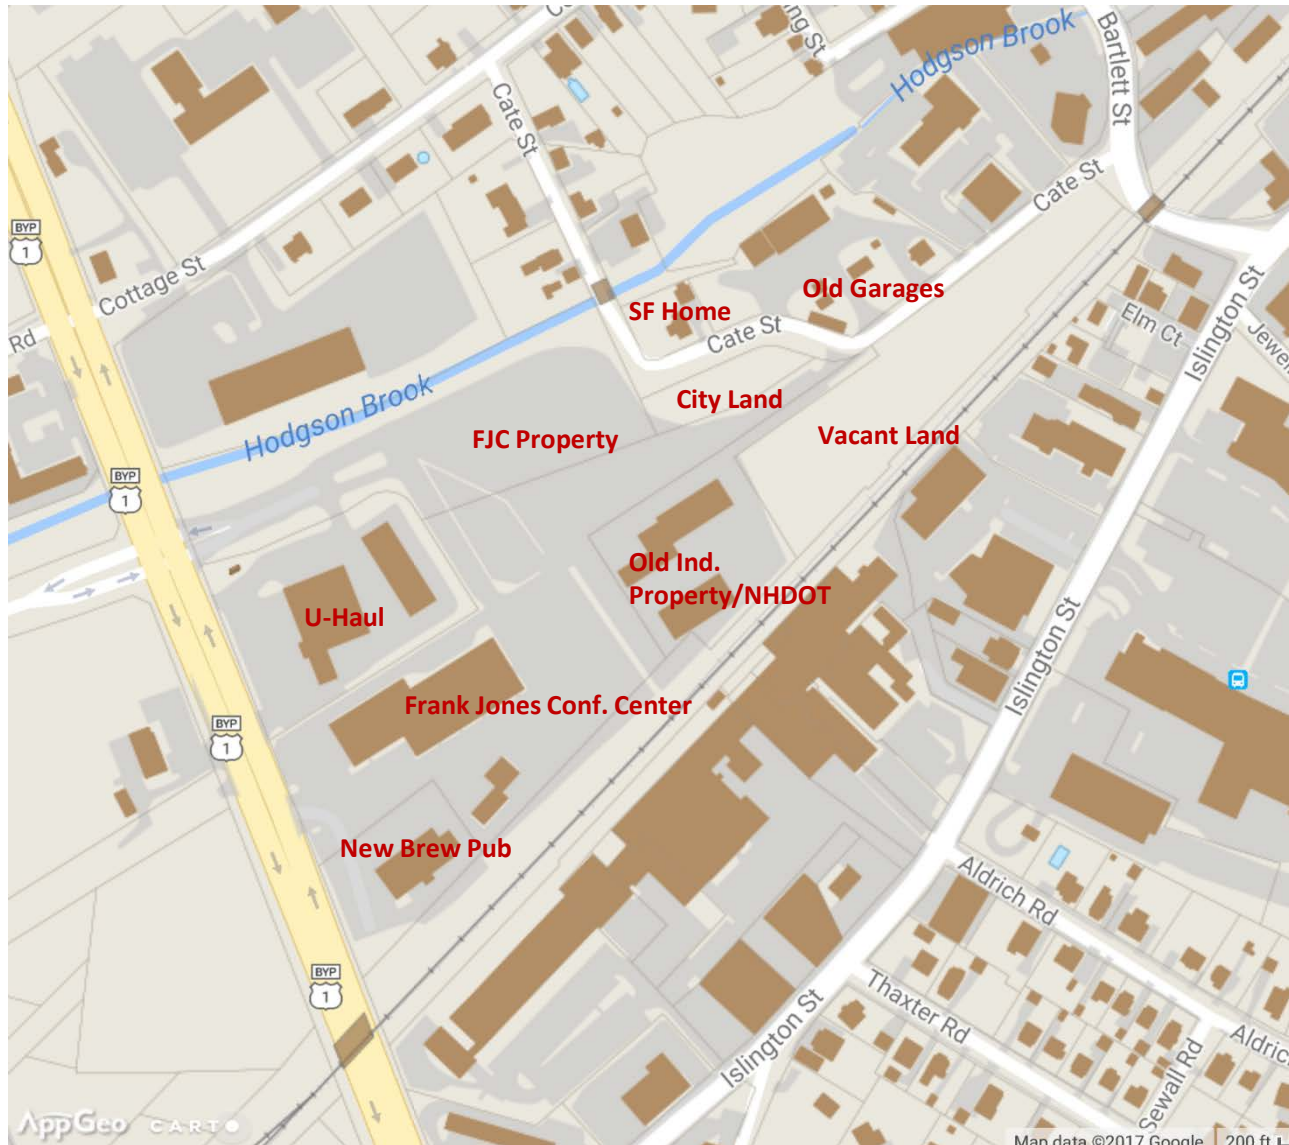 Hodgson Brook
Bartlett St
Cate St
Cate St
BYP
1
Cottage St
Rd
SF Home
Old Garages
Cate St
Elm Ct
Islington St
Hodgson Brook
City Land
FJC Property
Vacant Land
BYP
1
Old Ind.
Property/NHDOT
U-Haul
Islington St
Frank Jones Conf. Center
BYP
1
New Brew Pub
Aldrich Rd
BYP
1
Thaxter Rd
Islington St
Sewall Rd
AppGeo CARTO
Map data ©2017 Google 200 ft